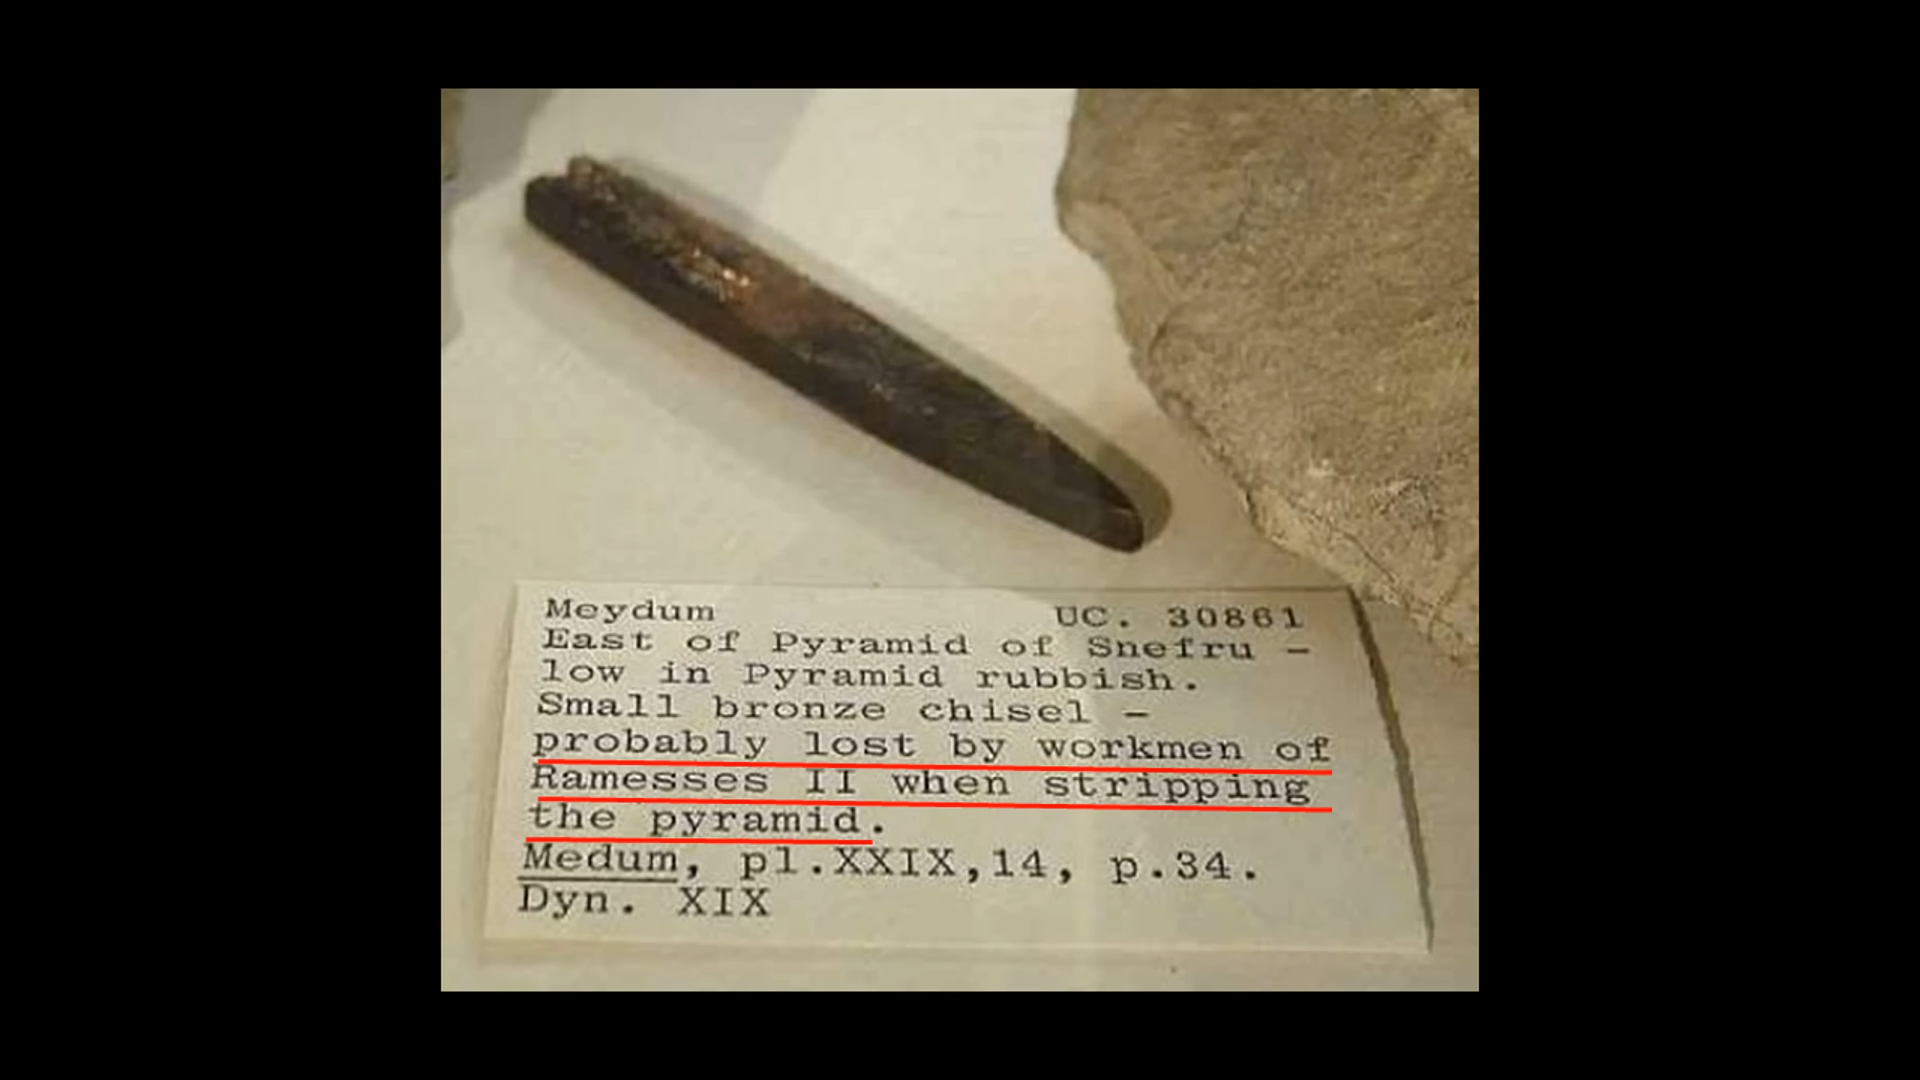 Meydum UC. 30861
East of Pyramid of Snefru -
low in Pyramid rubbish.
Small bronze chisel -
probably lost by workmen of
Ramesses II when stripping
the pyramid.
Medum, pl.XXIX,14, p.34.
Dyn. XIX